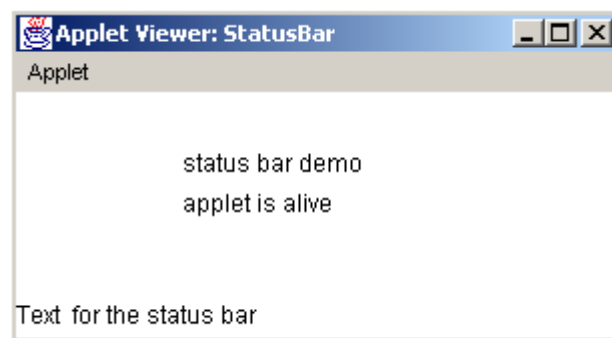 Applet Viewer: StatusBar
Applet
status bar demo
applet is alive
Text for the status bar